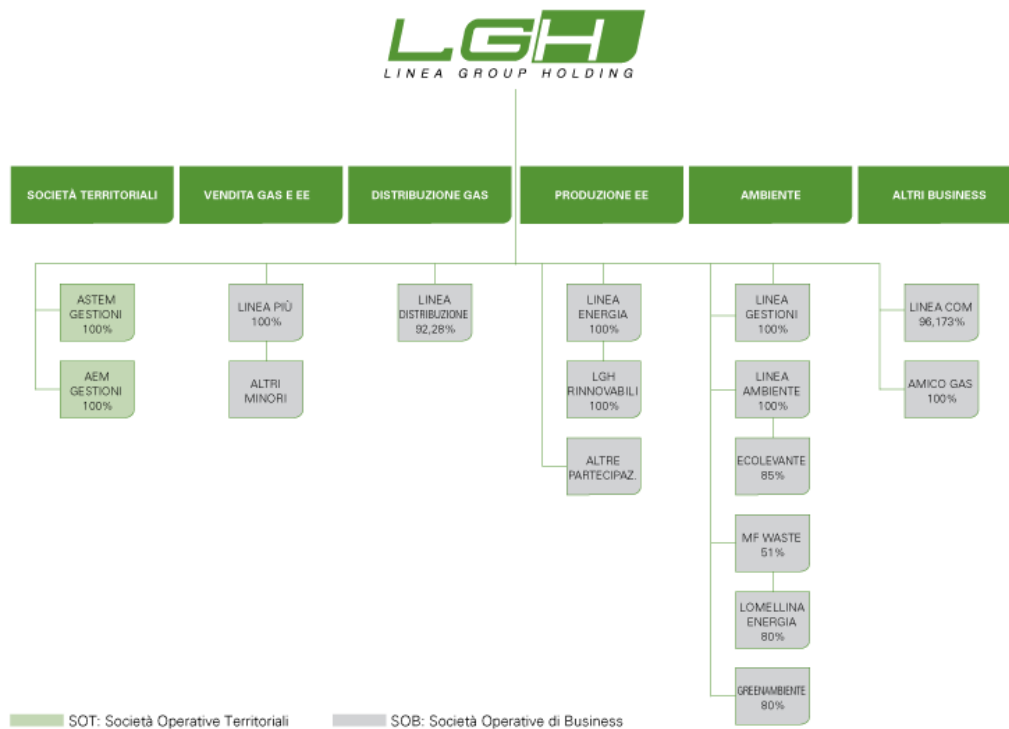 LGH
LINEA GROUP HOLDING
SOCIETÀ TERRITORIALI
VENDITA GAS E EE
DISTRIBUZIONE GAS
PRODUZIONE EE
AMBIENTE
ALTRI BUSINESS
ASTEM
GESTIONI
100%
AEM
GESTIONI
100%
LINEA PIÙ
100%
ALTRI
MINORI
LINEA
DISTRIBUZIONE
92,28%
LINEA
ENERGIA
100%
LGH
RINNOVABILI
100%
ALTRE
PARTECIPAZ.
LINEA
GESTIONI
100%
LINEA
AMBIENTE
100%
ECOLEVANTE
85%
MF WASTE
51%
LOMELLINA
ENERGIA
80%
GREENAMBIENTE
80%
LINEA COM
96,173%
AMICO GAS
100%
SOT: Società Operative Territoriali
SOB: Società Operative di Business